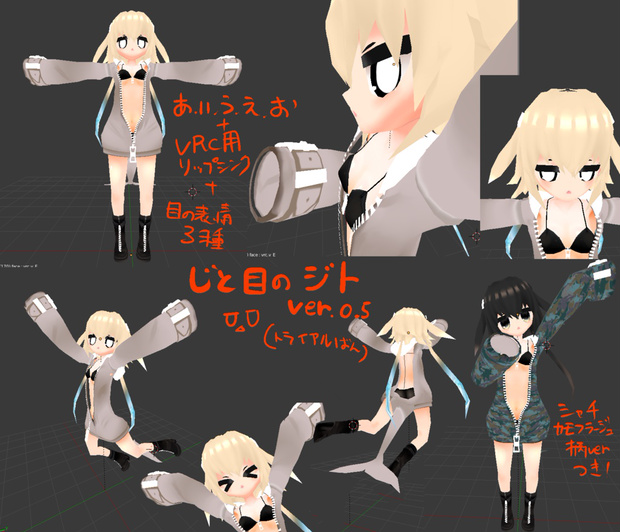 あ.い.う.え.お
+
VRC用
リップシンク
+
目の表情
3種
じと目のジト
ver.0.5
(トライアルはん)
シャチ
カモフラージュ
柄ver
つき!